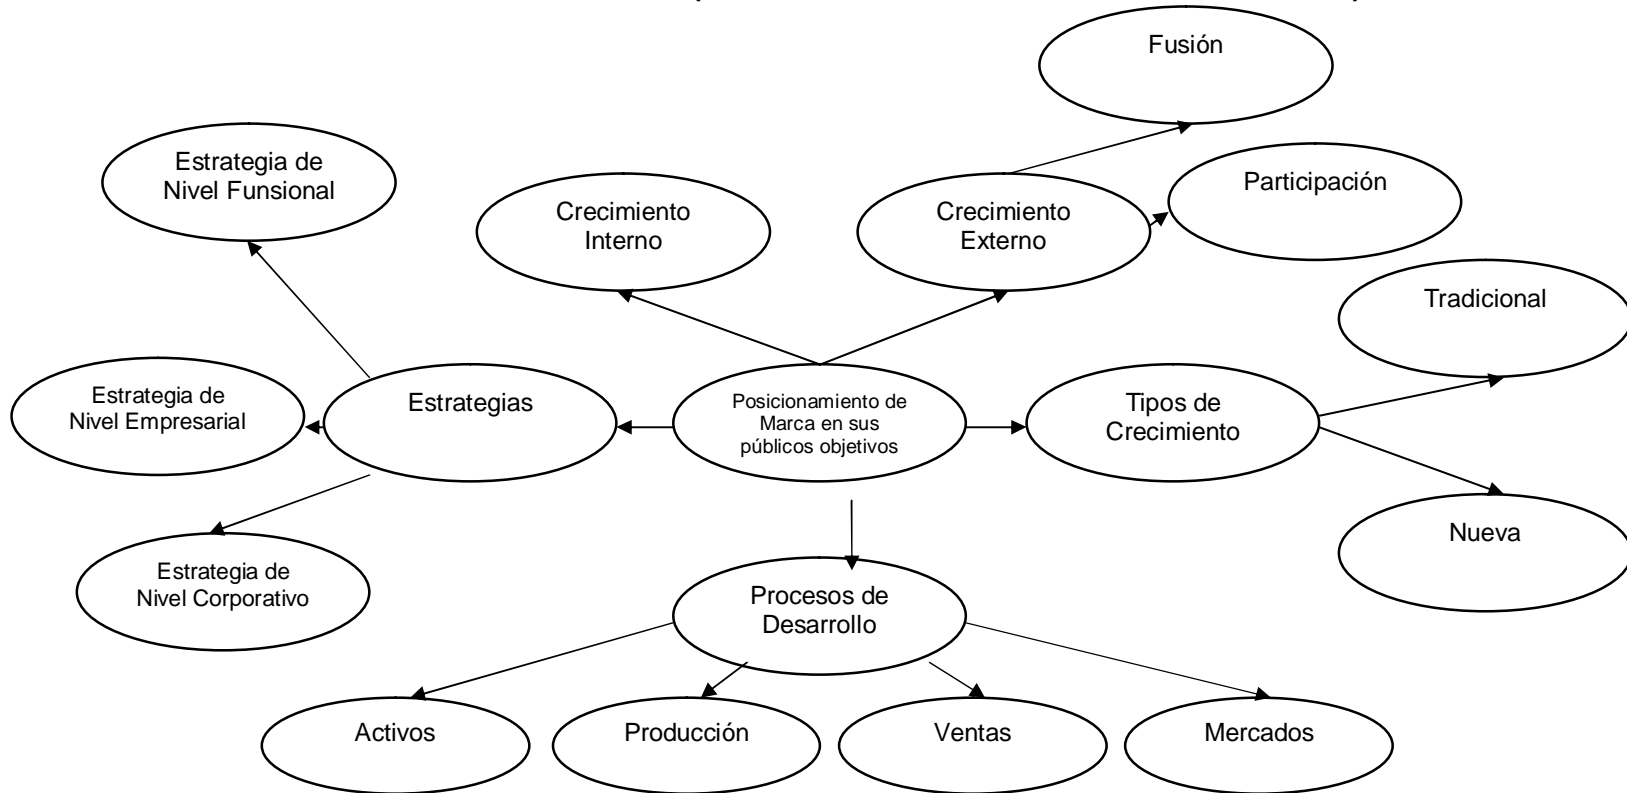 Fusión
Estrategia de
Nivel Funsional
Participación
Crecimiento
Interno
Crecimiento
Externo
Tradicional
Estrategia de
Nivel Empresarial
Estrategias
Posicionamiento de
Marca en sus
públicos objetivos
Tipos de
Crecimiento
Nueva
Estrategia de
Nivel Corporativo
Procesos de
Desarrollo
Activos
Producción
Ventas
Mercados